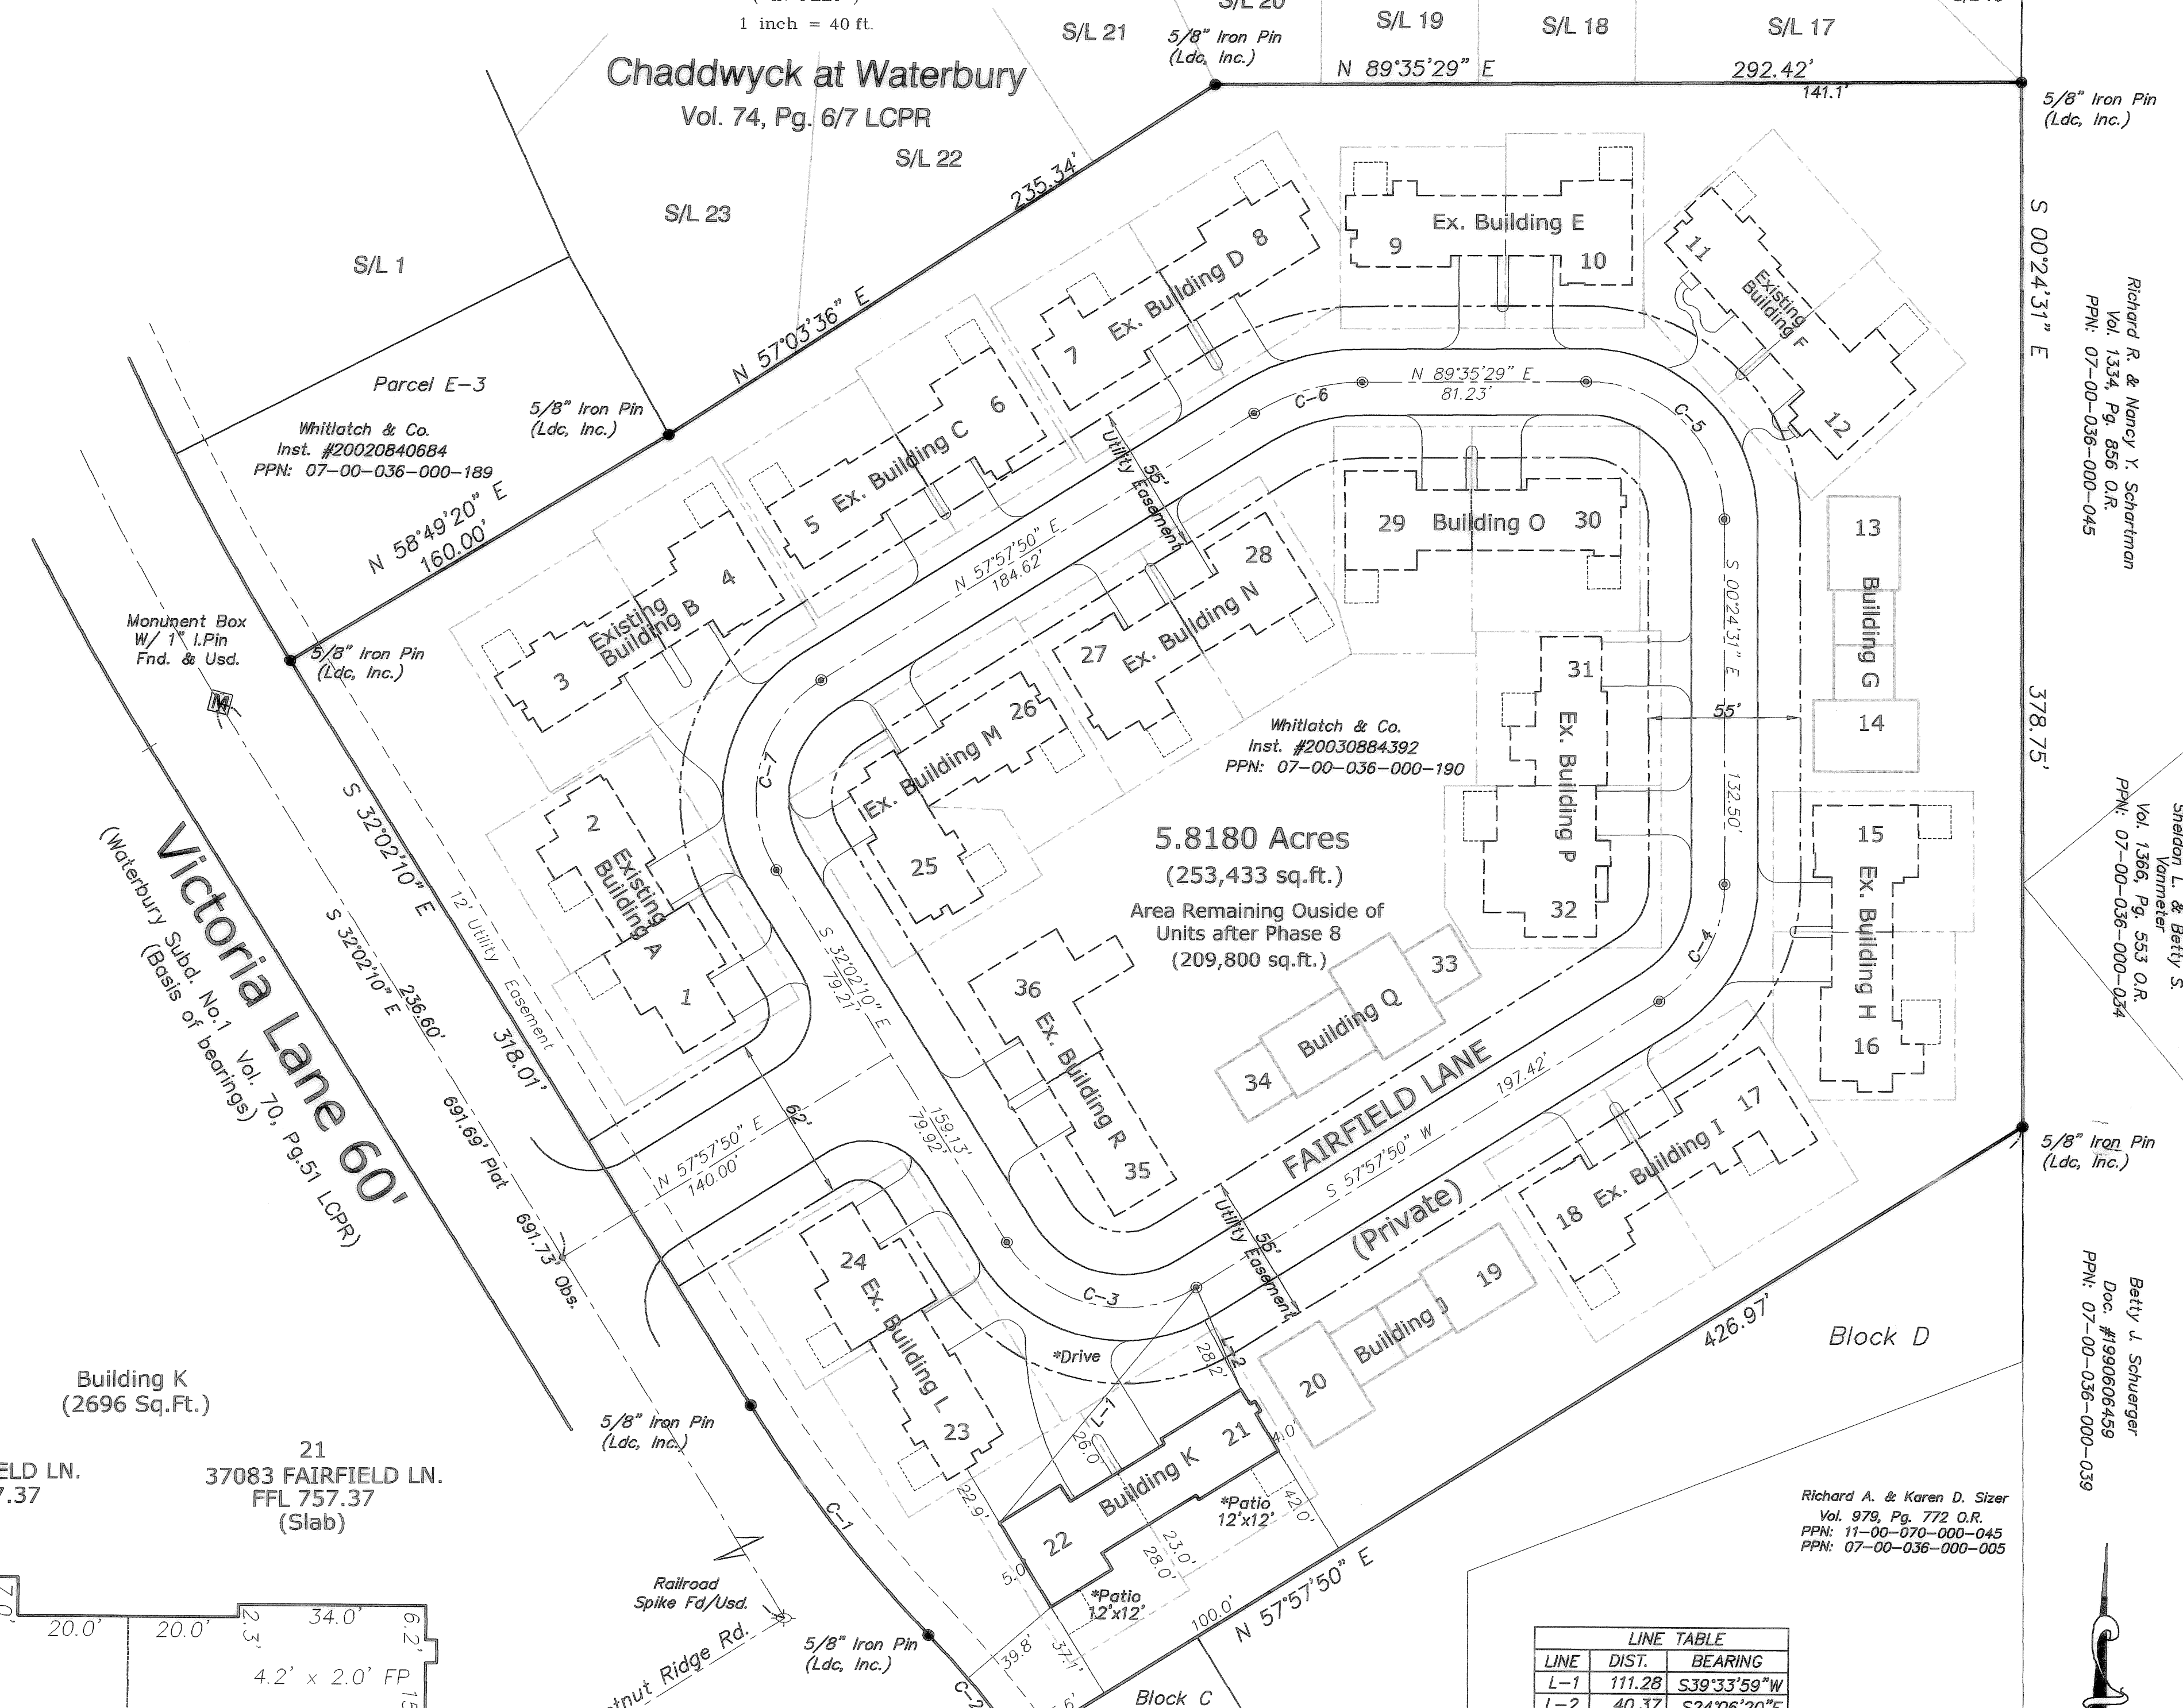 1 inch = 40 ft.
Chaddwyck at Waterbury
Vol. 74, Pg. 6/7 LCPR
S/L 20
S/L 21
5/8" Iron Pin
(Ldc, Inc.)
S/L 19
S/L 18
S/L 17
N 89°35'29" E
292.42'
141.1'
5/8" Iron Pin
(Ldc, Inc.)
S/L 22
S/L 23
S/L 1
235.34'
N 57°03'36" E
Parcel E-3
Whitlatch & Co.
Inst. #20020840684
PPN: 07-00-036-000-189
5/8" Iron Pin
(Ldc, Inc.)
N 58°49'20" E
160.00'
Monunent Box
W/ 1" I.Pin
Fnd. & Usd.
5/8" Iron Pin
(Ldc, Inc.)
M
S 00°24'31" E
378.75'
Richard R. & Nancy Y. Schartman
Vol. 1334, Pg. 856 O.R.
PPN: 07-00-036-000-045
Sheldon L. & Betty S.
Vanmeter
Vol. 1366, Pg. 553 O.R.
PPN: 07-00-036-000-034
Betty J. Schuerger
Doc. #19990606459
PPN: 07-00-036-000-039
9
Ex. Building E
10
11
Existing
Building F
12
7
Ex. Building D
8
5
Ex. Building C
6
3
Existing
Building B
4
2
Existing
Building A
1
N 89°35'29" E
81.23'
C-6
C-5
Utility Easement
55'
N 57°57'50" E
184.62'
29
Building O
30
28
27
Ex. Building N
26
Ex. Building M
25
13
Building G
14
S 00°24'31" E
132.50'
55'
31
Ex. Building P
32
15
Ex. Building H
16
C-7
C-4
Whitlatch & Co.
Inst. #20030884392
PPN: 07-00-036-000-190
5.8180 Acres
(253,433 sq.ft.)
Area Remaining Ouside of
Units after Phase 8
(209,800 sq.ft.)
33
Building Q
34
36
Ex. Building R
35
S 32°02'10" E
79.21'
159.13'
79.92'
FAIRFIELD LANE
(Private)
S 57°57'50" W
197.42'
17
Ex. Building I
18
19
Building J
20
Utility Easement
55'
C-3
62'
N 57°57'50" E
140.00'
S 32°02'10" E
318.01'
12' Utility Easement
Victoria Lane 60'
(Waterbury Subd. No.1 Vol. 70, Pg.51 LCPR)
(Basis of bearings)
S 32°02'10" E
236.60'
691.69' Plat
691.73' Obs.
24
Ex. Building L
23
*Drive
L-2
28.2'
L-1
26.0'
21
Building K
22
4.0'
22.9'
5.0'
*Patio
12'x12'
42.0'
23.0'
28.0'
*Patio
12'x12'
100.0'
N 57°57'50" E
426.97'
39.8'
37.1'
Block D
Block C
5/8" Iron Pin
(Ldc, Inc.)
5/8" Iron Pin
(Ldc, Inc.)
C-1
Railroad
Spike Fd/Usd.
5/8" Iron Pin
(Ldc, Inc.)
C-2
tnut Ridge Rd.
Richard A. & Karen D. Sizer
Vol. 979, Pg. 772 O.R.
PPN: 11-00-070-000-045
PPN: 07-00-036-000-005
Building K
(2696 Sq.Ft.)
ELD LN.
7.37
21
37083 FAIRFIELD LN.
FFL 757.37
(Slab)
20.0'
20.0'
2.3'
34.0'
6.2'
4.2' x 2.0' FP
LINE TABLE
LINE DIST. BEARING
L-1 111.28 S39°33'59"W
L-2 40.37 S24°06'20"E